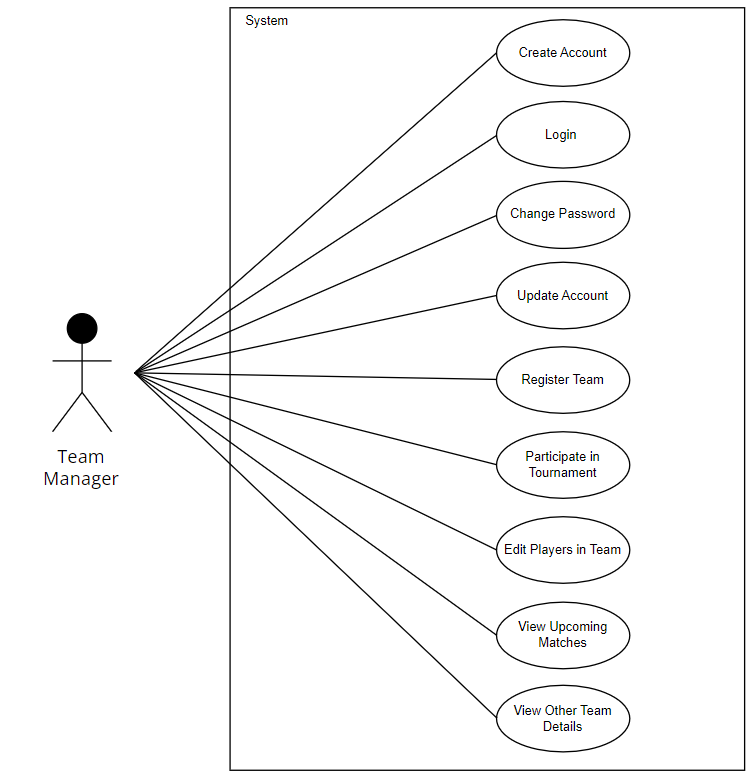 System
Create Account
Login
Change Password
Update Account
Register Team
Participate in
Tournament
Edit Players in Team
View Upcoming
Matches
View Other Team
Details
Team
Manager